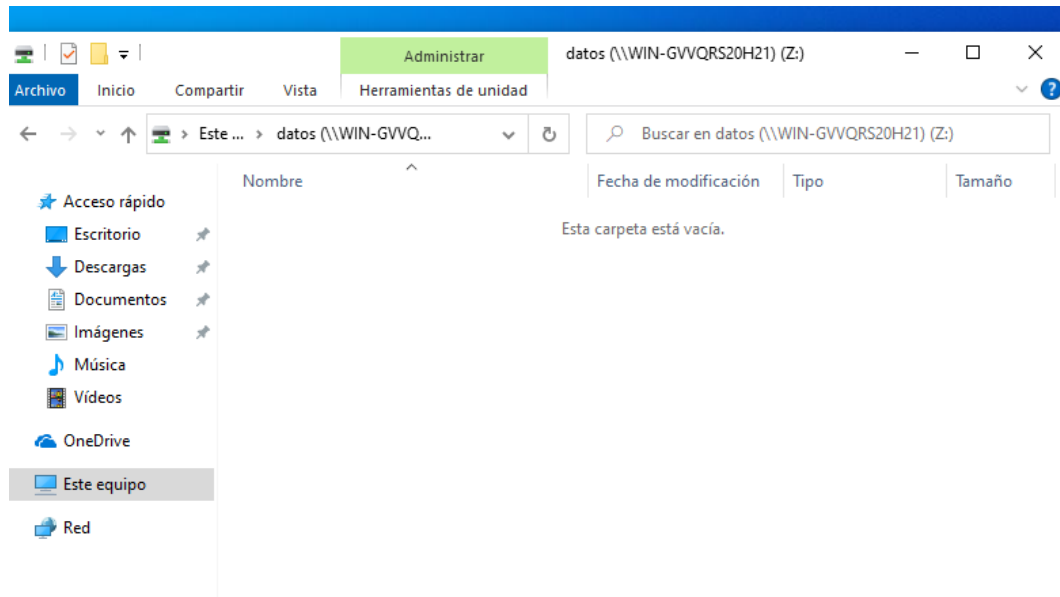 Administrar
datos (\\WIN-GVVQRS20H21) (Z:)
Archivo Inicio Compartir Vista Herramientas de unidad
Este ... > datos (\\WIN-GVVQ...
Buscar en datos (\\WIN-GVVQRS20H21) (Z:)
Nombre Fecha de modificación Tipo Tamaño
Esta carpeta está vacía.
Acceso rápido
Escritorio
Descargas
Documentos
Imágenes
Música
Vídeos
OneDrive
Este equipo
Red